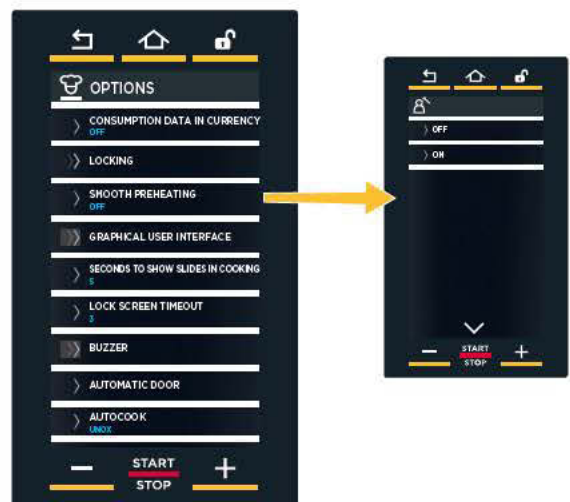 OPTIONS
CONSUMPTION DATA IN CURRENCY
OFF
LOCKING
SMOOTH PREHEATING
OFF
GRAPHICAL USER INTERFACE
SECONDS TO SHOW SLIDES IN COOKING
5
LOCK SCREEN TIMEOUT
3
BUZZER
AUTOMATIC DOOR
AUTOCOOK
UNOX
START
STOP
OFF
ON
START
STOP